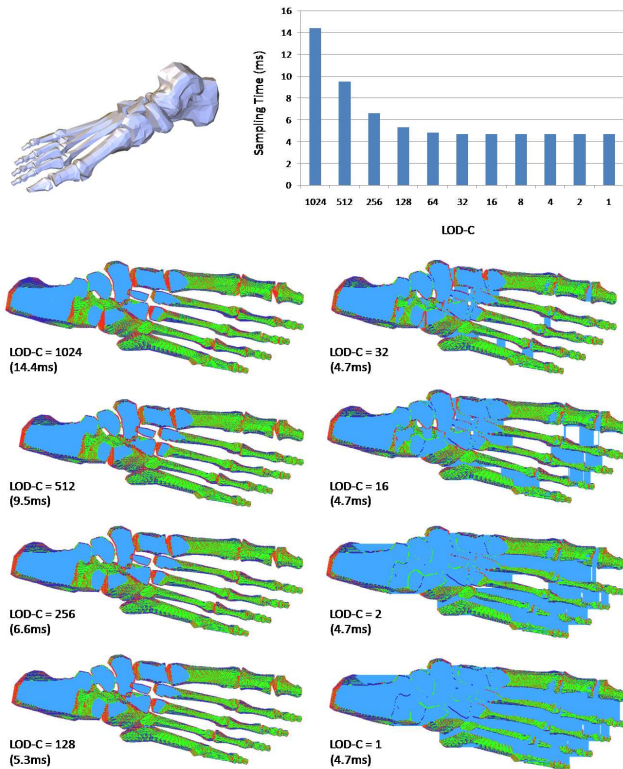 16
14
12
10
8
6
4
2
0
Sampling Time (ms)
1024 512 256 128 64 32 16 8 4 2 1
LOD-C
LOD-C = 1024
(14.4ms)
LOD-C = 32
(4.7ms)
LOD-C = 512
(9.5ms)
LOD-C = 16
(4.7ms)
LOD-C = 256
(6.6ms)
LOD-C = 2
(4.7ms)
LOD-C = 128
(5.3ms)
LOD-C = 1
(4.7ms)